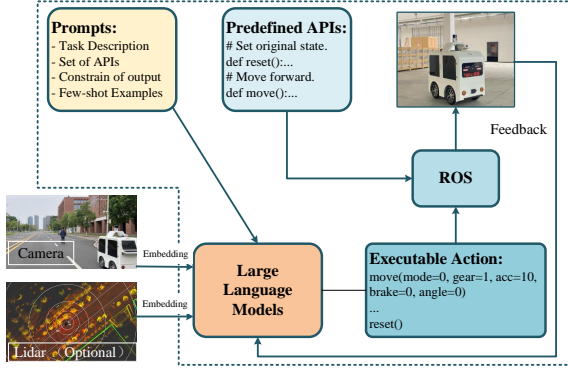 Prompts:
- Task Description
- Set of APIs
- Constrain of output
- Few-shot Examples
Predefined APIs:
# Set original state.
def reset():...
# Move forward.
def move():...
Feedback
ROS
Camera
Embedding
Large
Language
Models
Executable Action:
move(mode=0, gear=1, acc=10,
brake=0, angle=0)
...
reset()
Embedding
Lidar （Optional）